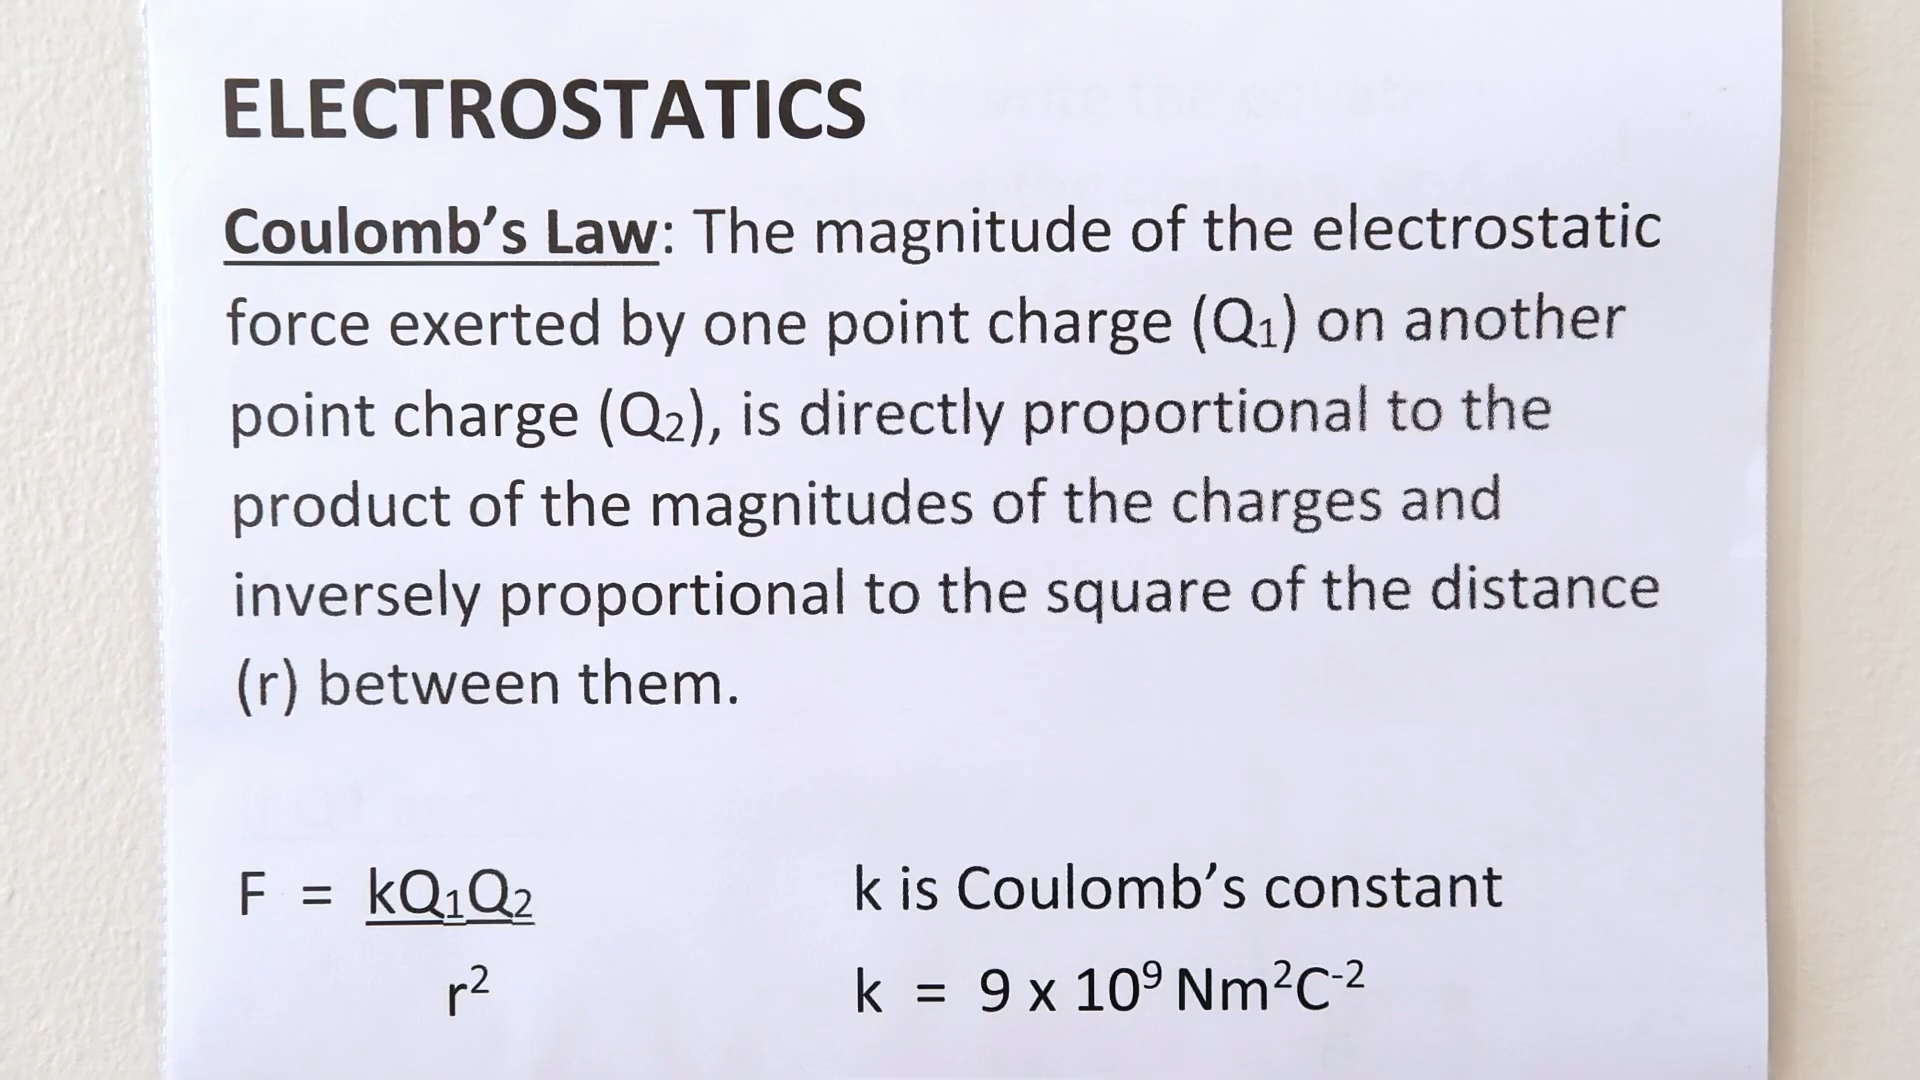 ELECTROSTATICS
Coulomb’s Law: The magnitude of the electrostatic
force exerted by one point charge (Q₁) on another
point charge (Q₂), is directly proportional to the
product of the magnitudes of the charges and
inversely proportional to the square of the distance
(r) between them.
F = kQ₁Q₂
r²
k is Coulomb’s constant
k = 9 x 10⁹ Nm²C⁻²